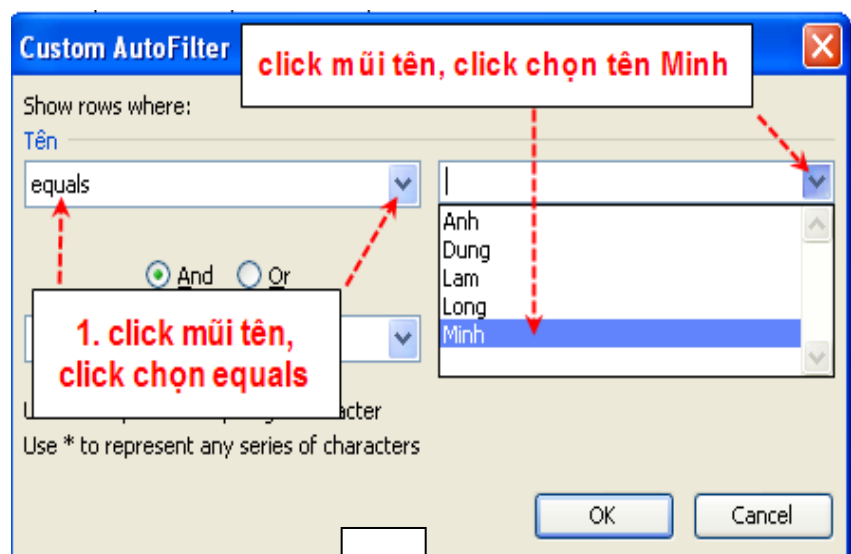 Custom AutoFilter
click mũi tên, click chọn tên Minh
Show rows where:
Tên
equals
Anh
Dung
Lam
Long
Minh
And Or
1. click mũi tên,
click chọn equals
Use * to represent any series of characters
OK Cancel